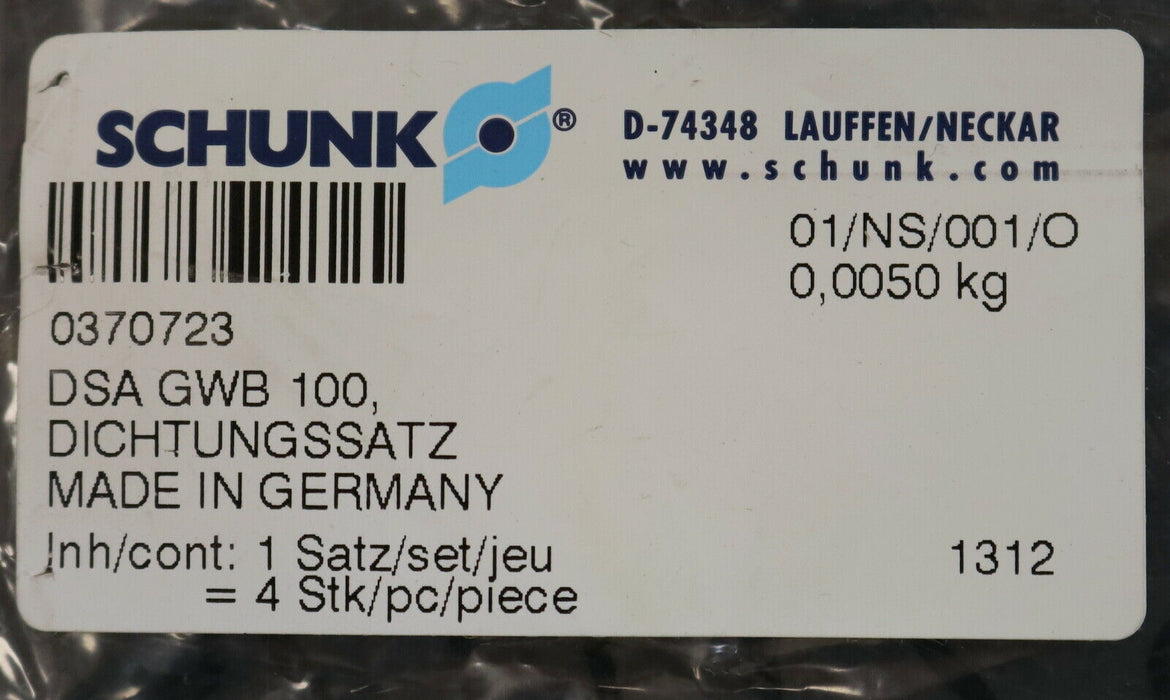 SCHUNK ®
D-74348 LAUFFEN/NECKAR
www.schunk.com
01/NS/001/O
0,0050 kg
0370723
DSA GWB 100,
DICHTUNGSSATZ
MADE IN GERMANY
Inh/cont: 1 Satz/set/jeu
= 4 Stk/pc/piece
1312